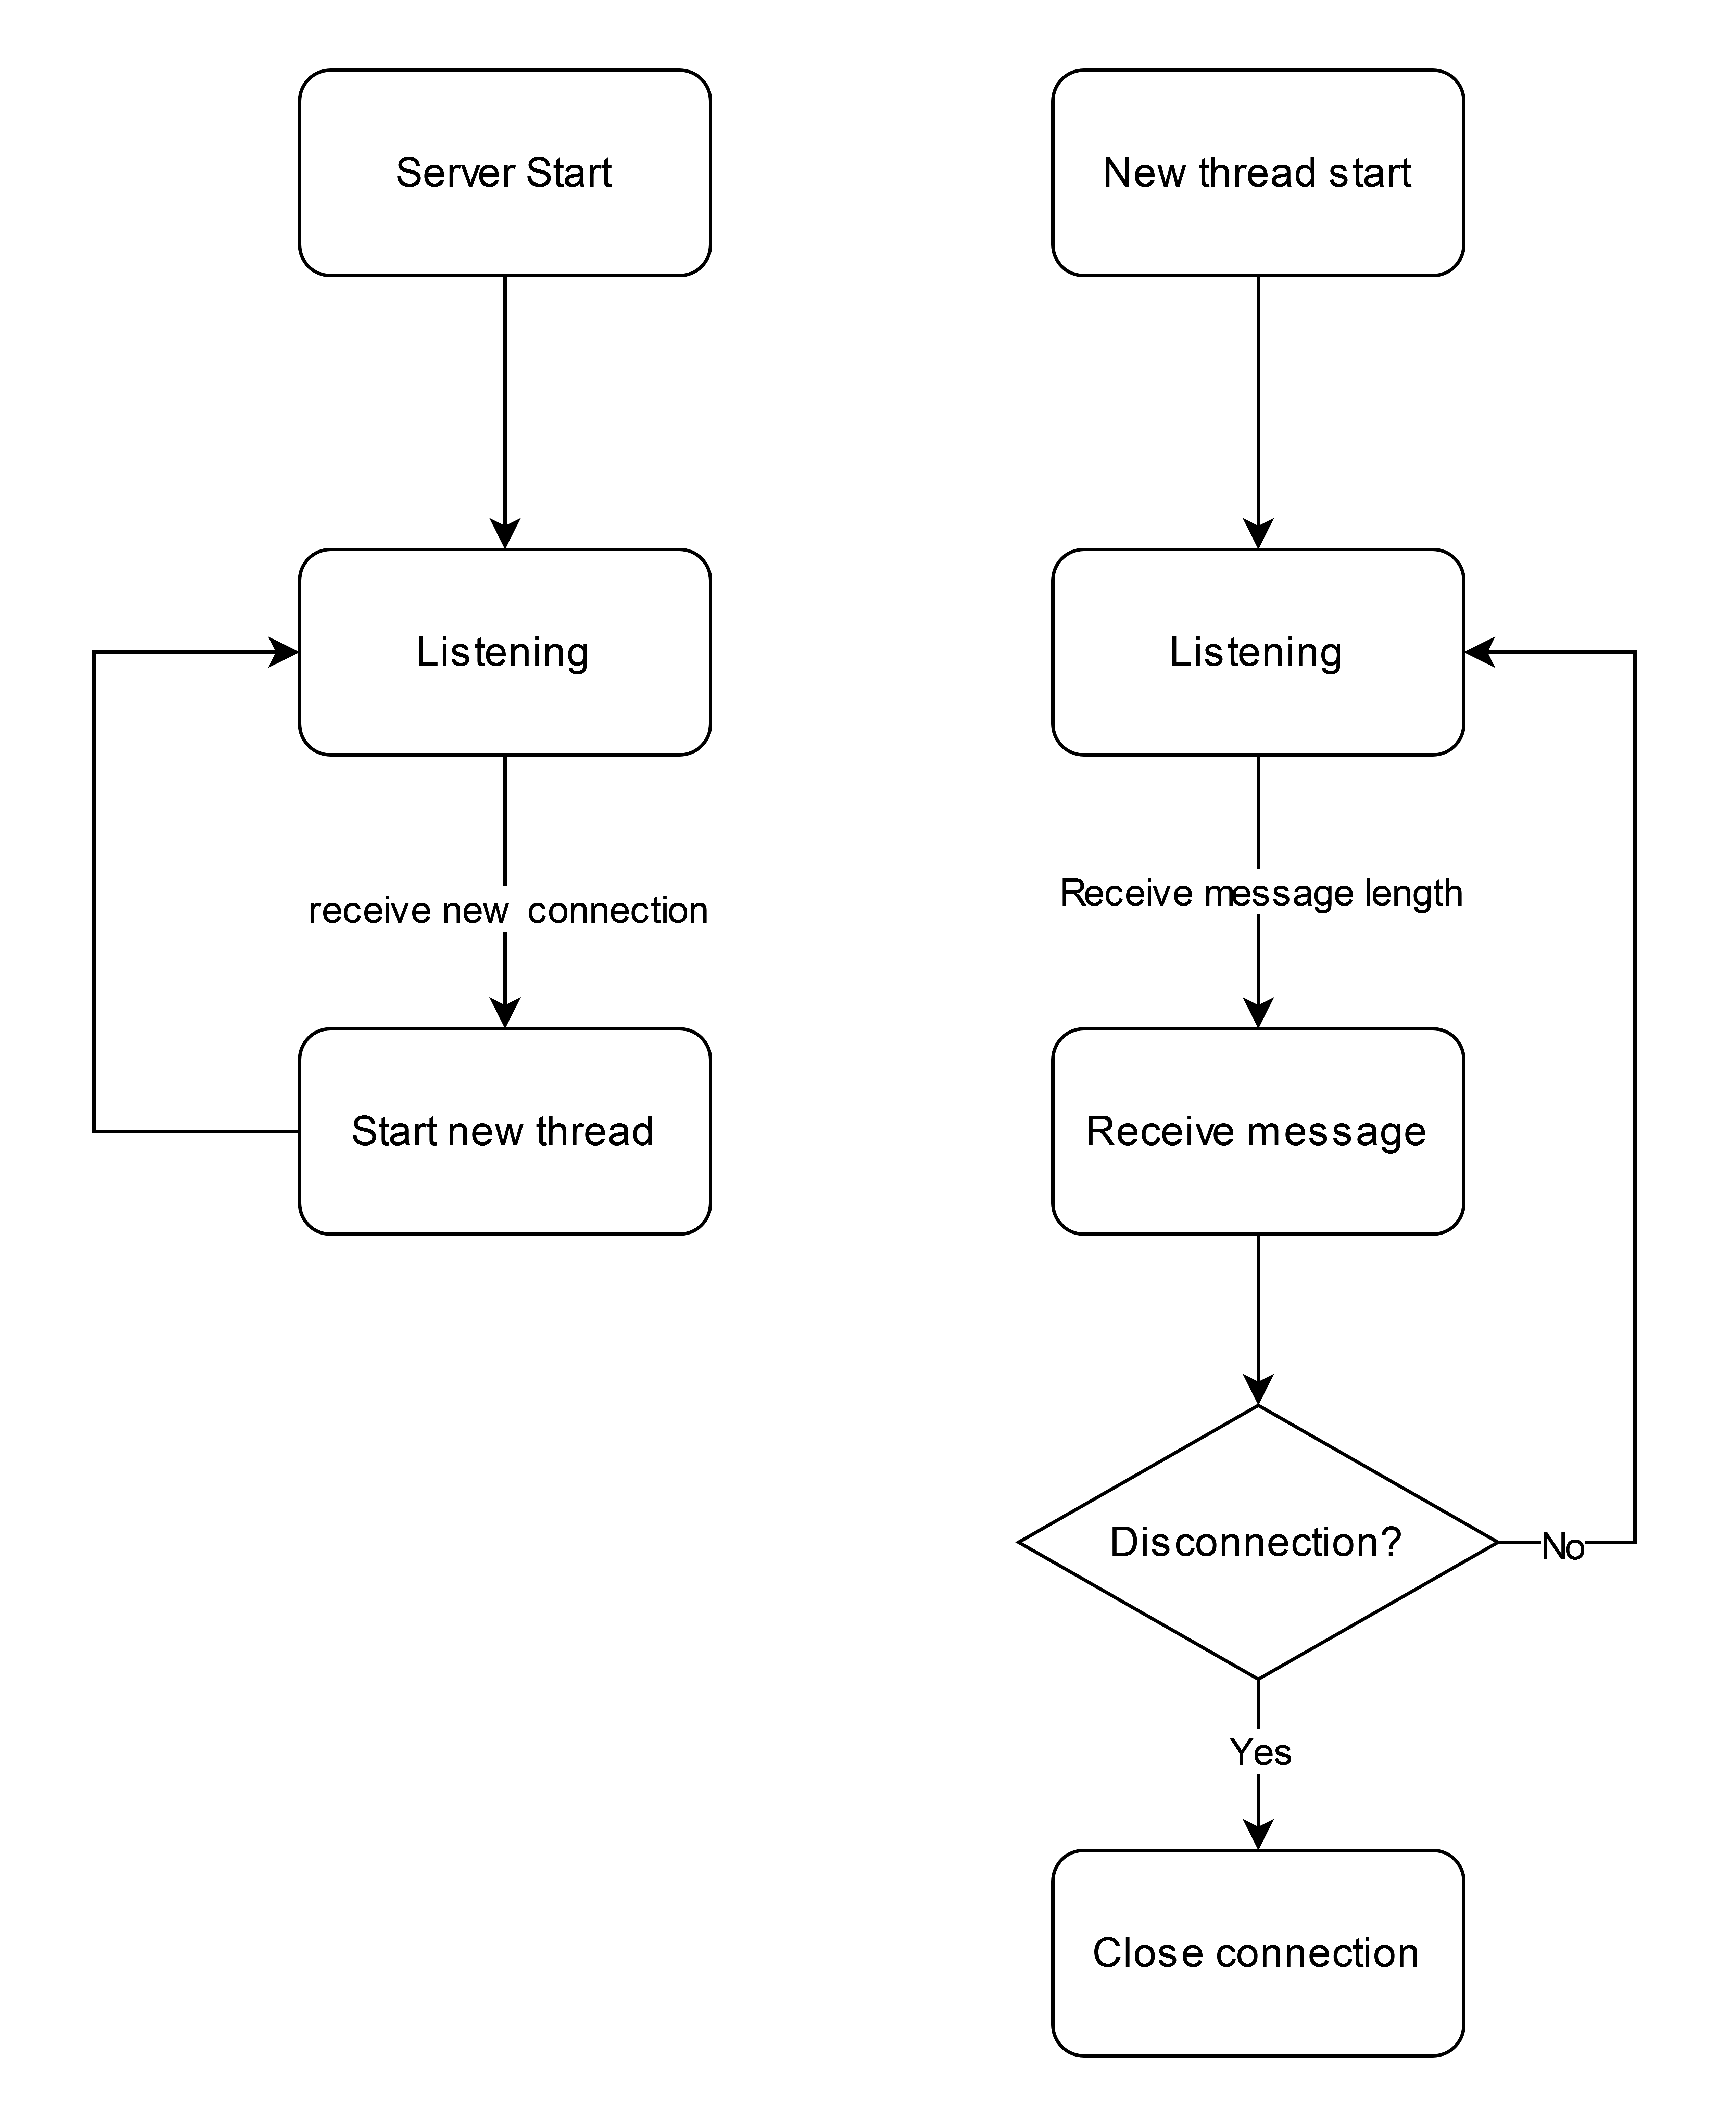 Server Start
Listening
receive new  connection
Start new thread
New thread start
Listening
Receive message length
Receive message
Disconnection?
No
Yes
Close connection